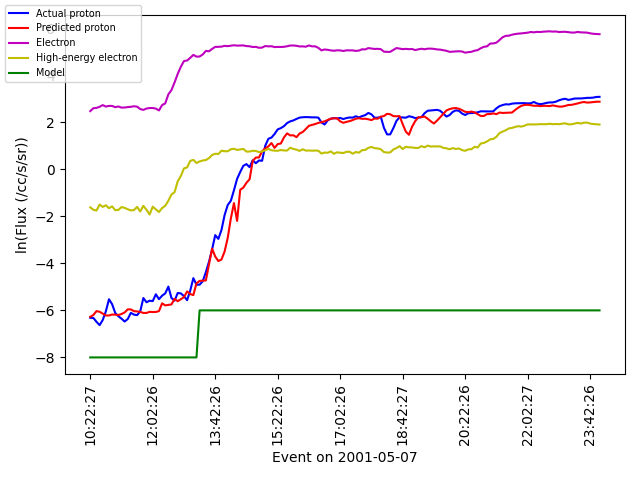 Actual proton
Predicted proton
Electron
High-energy electron
Model
2
0
−2
−4
−6
−8
ln(Flux (/cc/s/sr))
10:22:27
12:02:26
13:42:26
15:22:26
17:02:26
18:42:27
20:22:26
22:02:27
23:42:26
Event on 2001-05-07